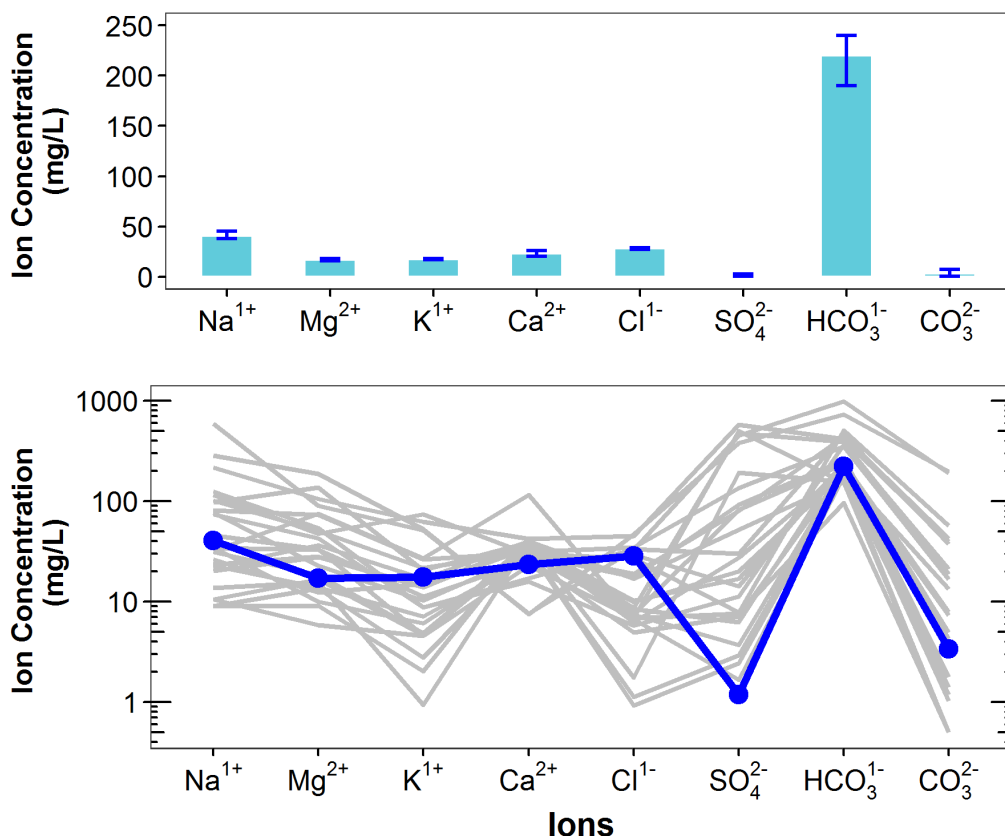 Ion Concentration
(mg/L)
250
200
150
100
50
0
Na¹⁺ Mg²⁺ K¹⁺ Ca²⁺ Cl¹⁻ SO₄²⁻ HCO₃¹⁻ CO₃²⁻
Ion Concentration
(mg/L)
1000
100
10
1
Na¹⁺ Mg²⁺ K¹⁺ Ca²⁺ Cl¹⁻ SO₄²⁻ HCO₃¹⁻ CO₃²⁻
Ions